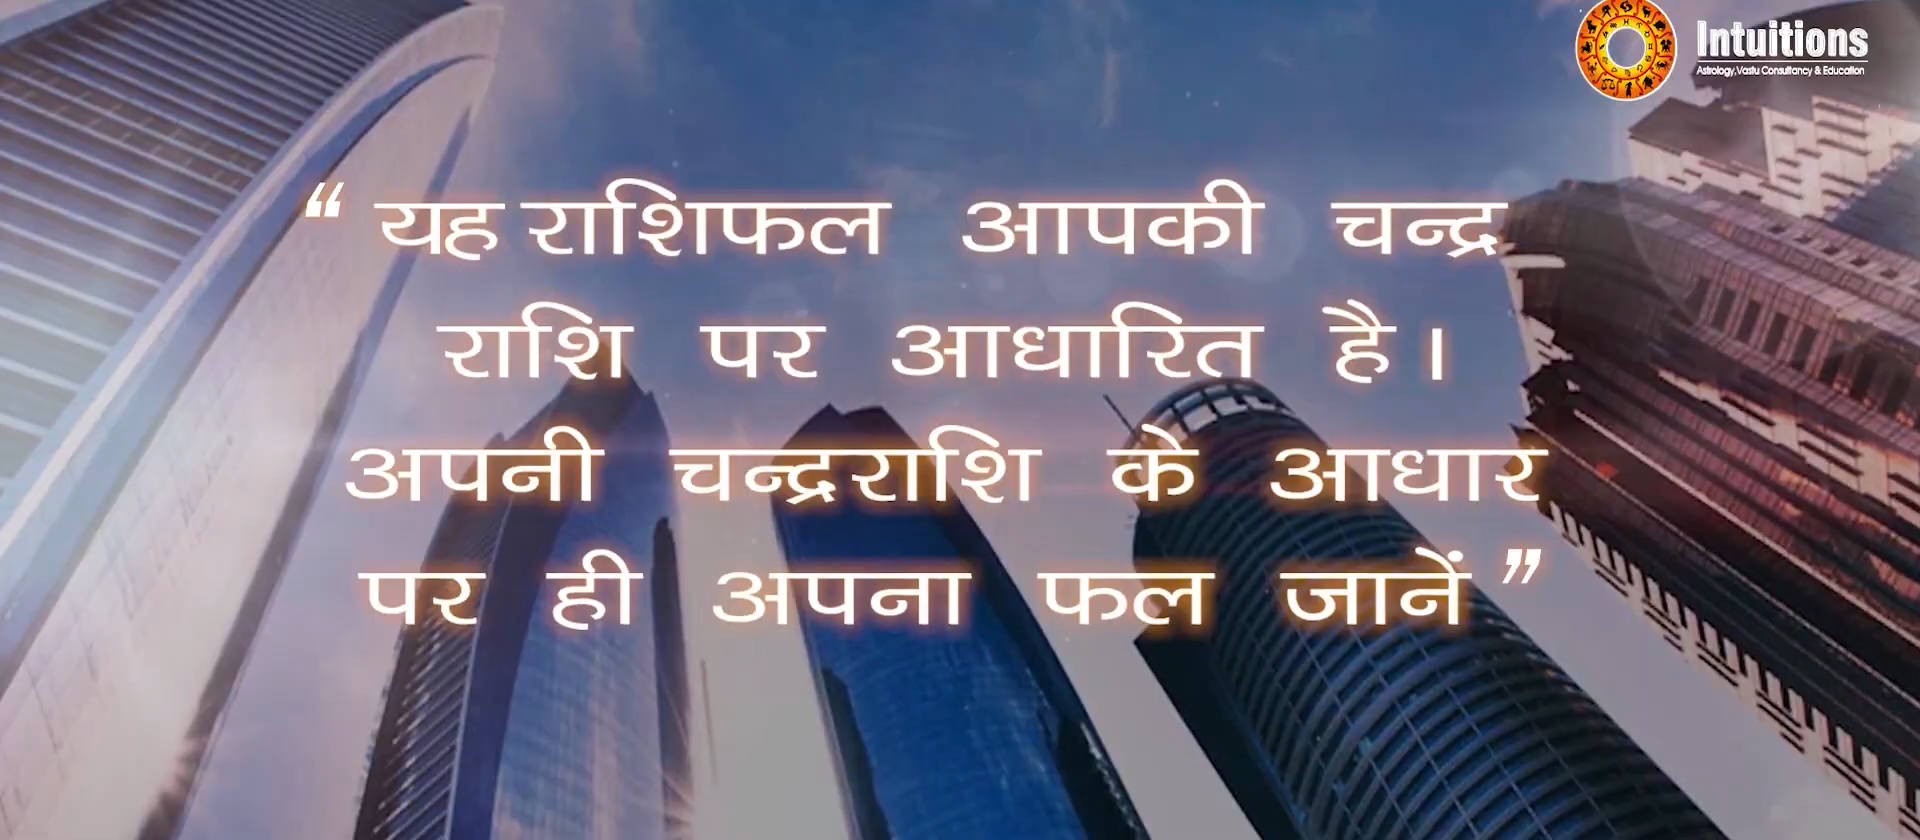 Intuitions
Astrology,Vastu Consultancy & Education
“ यह राशिफल आपकी चन्द्र
राशि पर आधारित है।
अपनी चन्द्रराशि के आधार
पर ही अपना फल जानें ”